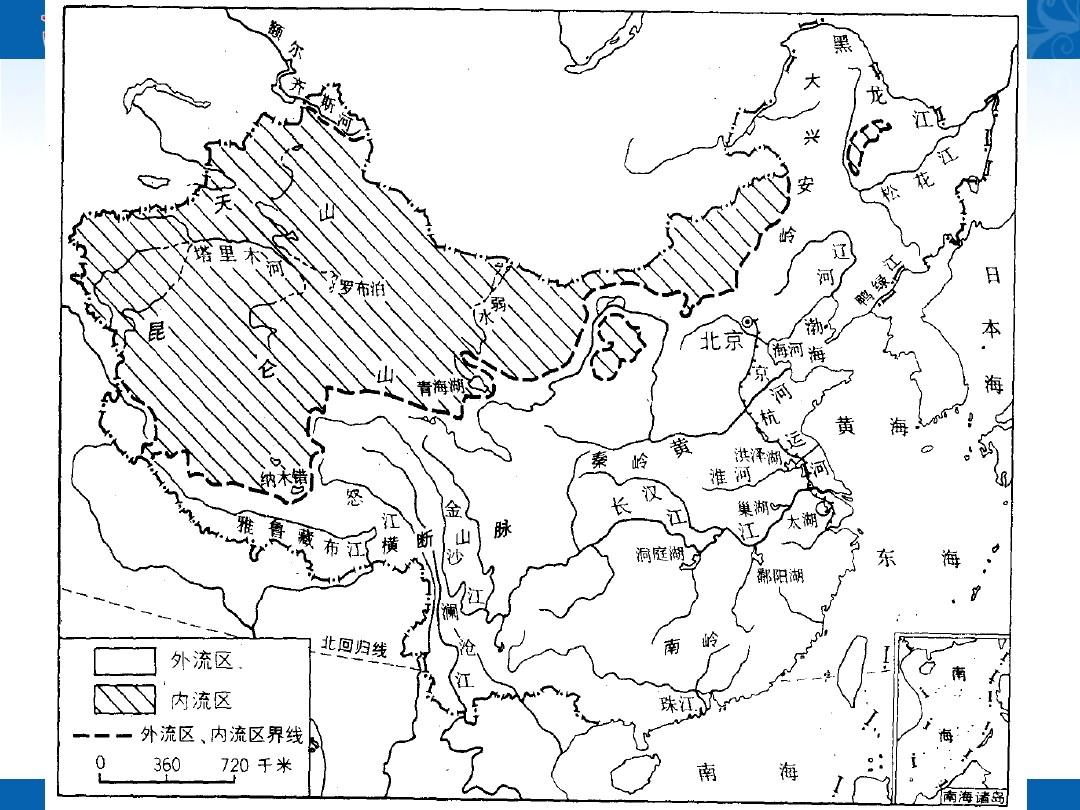 额尔齐斯河
黑龙江
大兴安岭
松花江
天山
塔里木河
罗布泊
弱水
辽河
鸭绿江
日本海
昆仑山
青海湖
北京
渤海
海河
京杭运河
黄河
黄海
秦岭
洪泽湖
淮河
纳木错
怒江
金沙江
长江
汉江
巢湖
太湖
雅鲁藏布江
横断山脉
洞庭湖
鄱阳湖
东海
澜沧江
南岭
北回归线
珠江
南海
外流区
内流区
外流区、内流区界线
0 360 720 千米
南海
南海诸岛